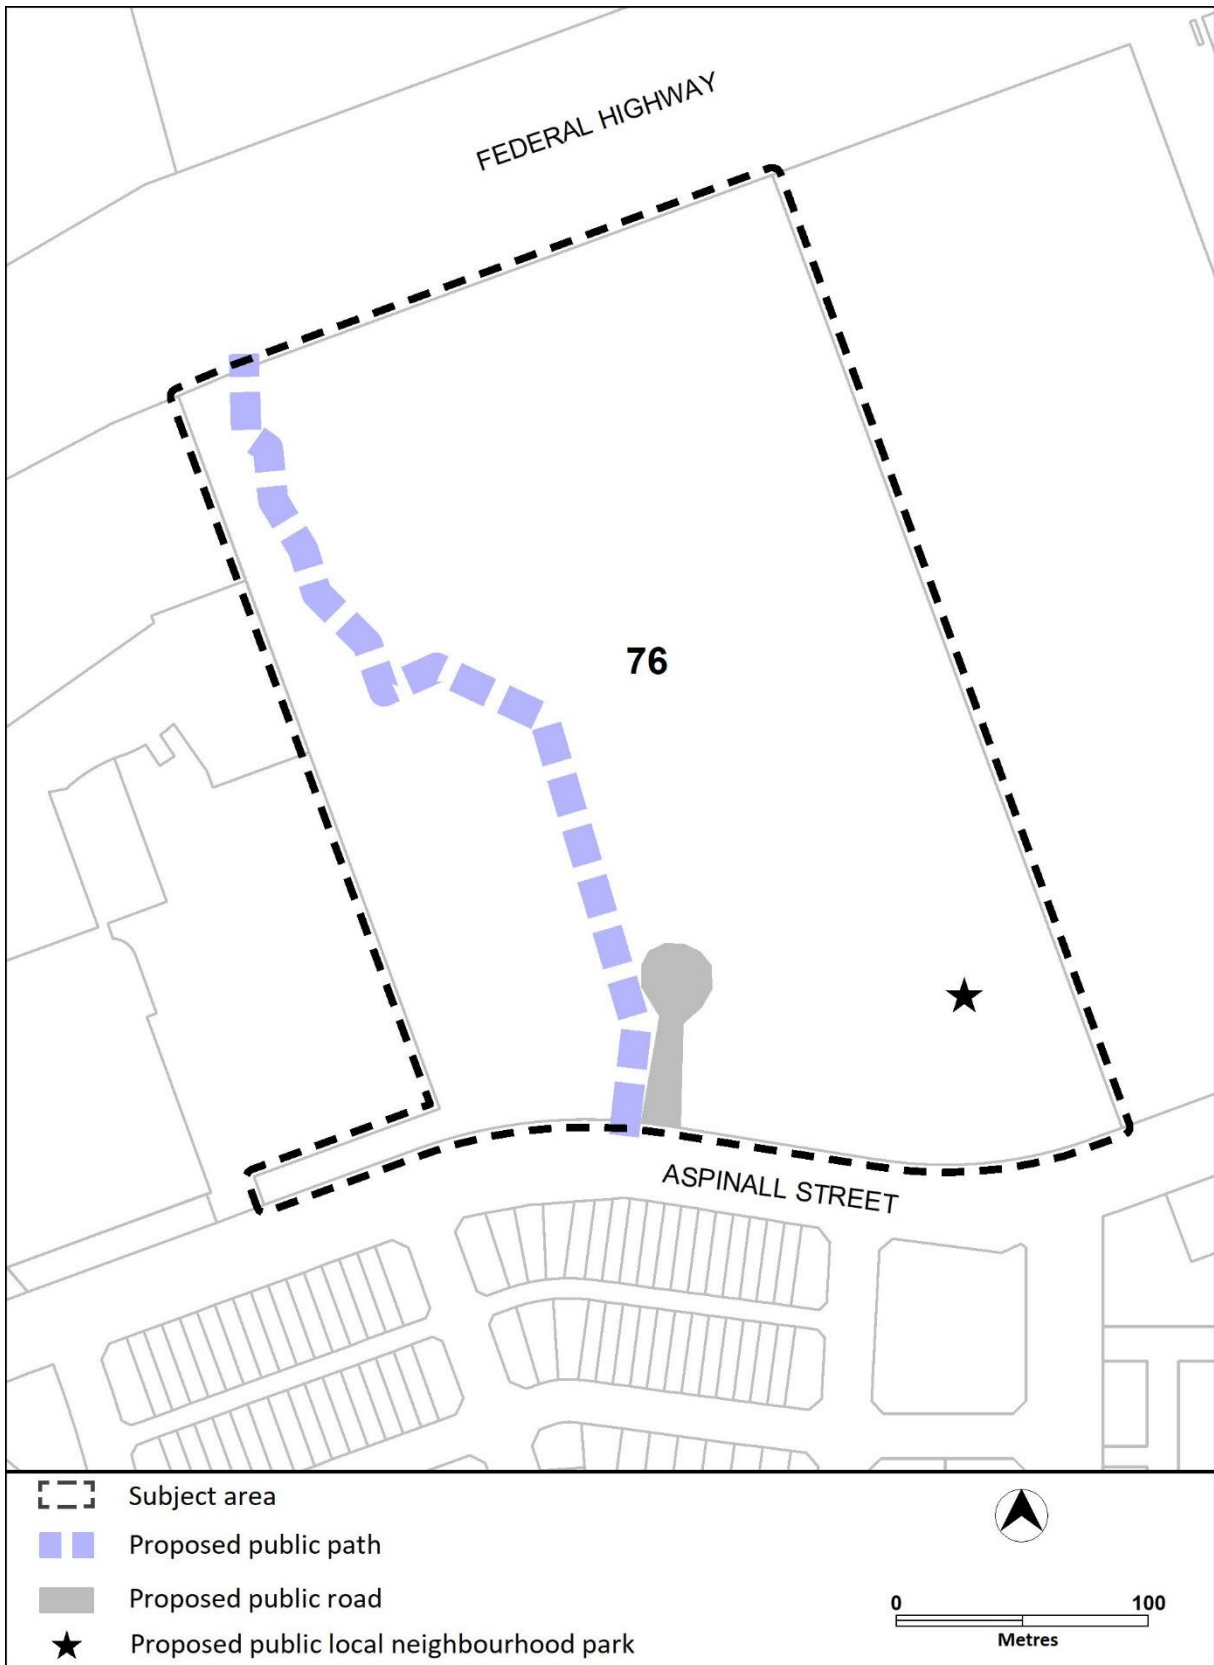 FEDERAL HIGHWAY
76
ASPINALL STREET
Subject area
Proposed public path
Proposed public road
Proposed public local neighbourhood park
0 100
Metres